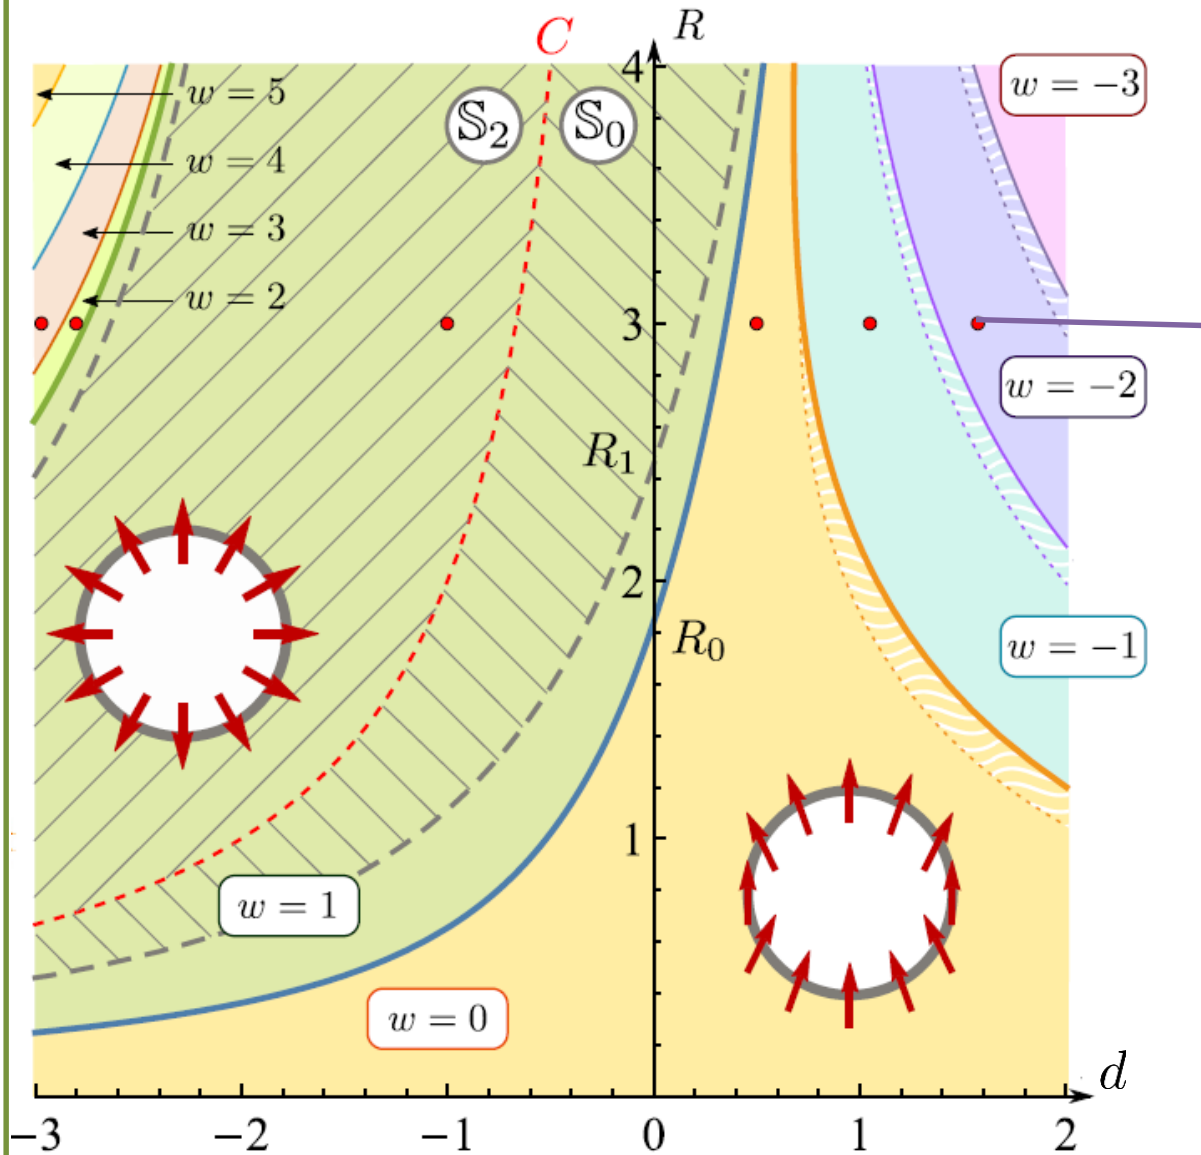 C
R
4
w = −3
w = 5
𝕊₂
𝕊₀
w = 4
w = 3
w = 2
3
w = −2
R₁
2
R₀
w = −1
1
w = 1
w = 0
d
−3
−2
−1
0
1
2